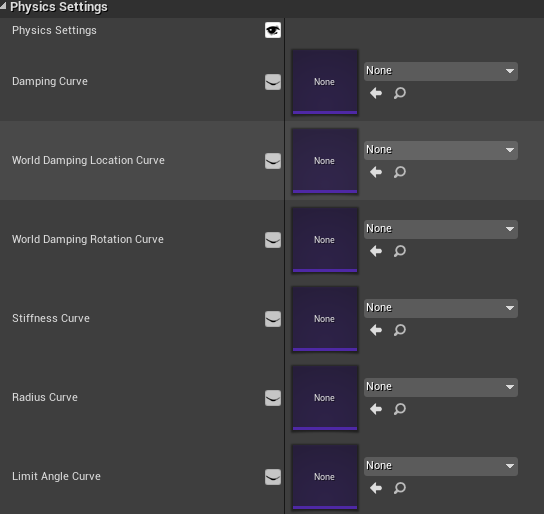 Physics Settings
Physics Settings
Damping Curve
None
None
World Damping Location Curve
None
None
World Damping Rotation Curve
None
None
Stiffness Curve
None
None
Radius Curve
None
None
Limit Angle Curve
None
None